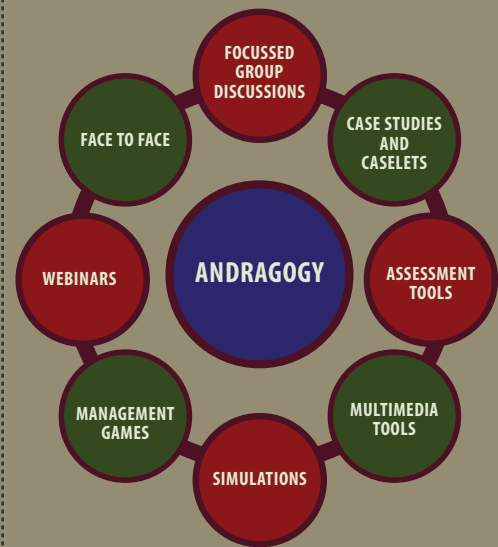 FOCUSSED
GROUP
DISCUSSIONS
FACE TO FACE
CASE STUDIES
AND
CASELETS
WEBINARS
ANDRAGOGY
ASSESSMENT
TOOLS
MANAGEMENT
GAMES
MULTIMEDIA
TOOLS
SIMULATIONS